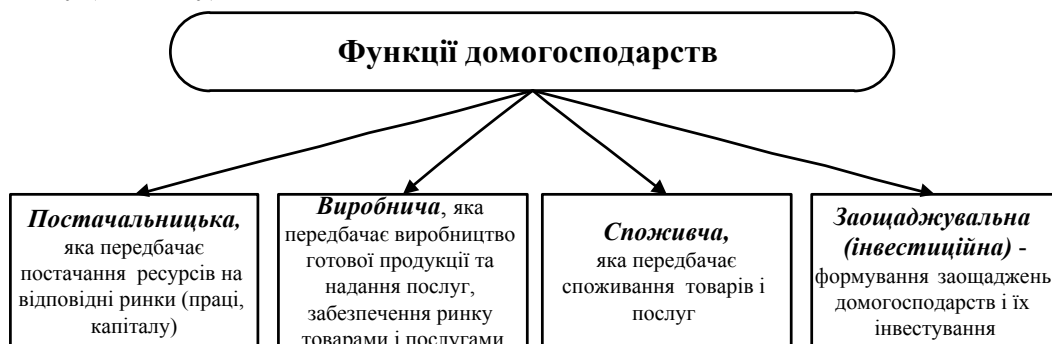 Функції домогосподарств
Постачальницька,
яка передбачає
постачання ресурсів на
відповідні ринки (праці,
капіталу)
Виробнича, яка
передбачає виробництво
готової продукції та
надання послуг,
забезпечення ринку
товарами і послугами
Споживча,
яка передбачає
споживання товарів і
послуг
Заощаджувальна
(інвестиційна) -
формування заощаджень
домогосподарств і їх
інвестування